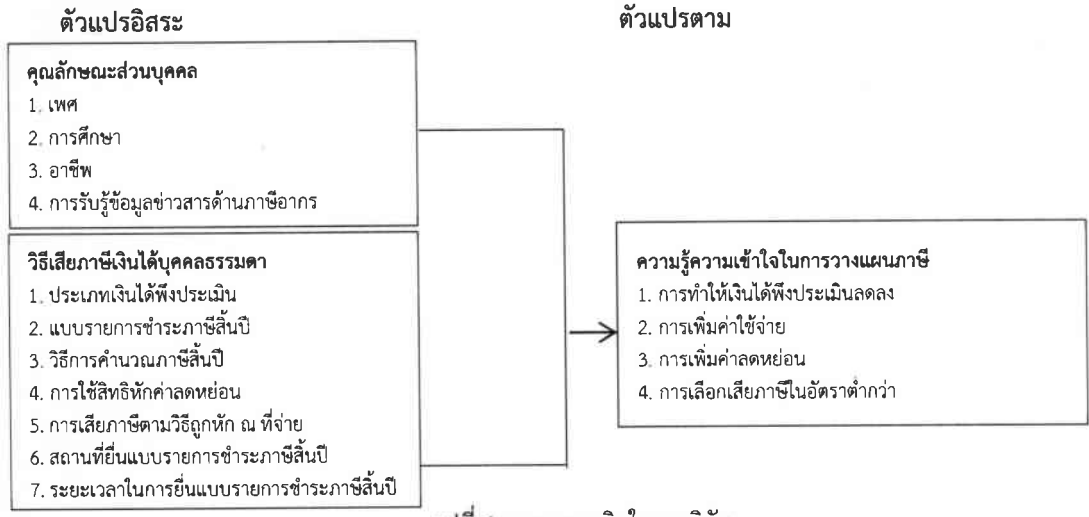 ตัวแปรอิสระ
ตัวแปรตาม
คุณลักษณะส่วนบุคคล
1. เพศ
2. การศึกษา
3. อาชีพ
4. การรับรู้ข้อมูลข่าวสารด้านภาษีอากร
วิธีเสียภาษีเงินได้บุคคลธรรมดา
1. ประเภทเงินได้พึงประเมิน
2. แบบรายการชำระภาษีสิ้นปี
3. วิธีการคำนวณภาษีสิ้นปี
4. การใช้สิทธิหักค่าลดหย่อน
5. การเสียภาษีตามวิธีถูกหัก ณ ที่จ่าย
6. สถานที่ยื่นแบบรายการชำระภาษีสิ้นปี
7. ระยะเวลาในการยื่นแบบรายการชำระภาษีสิ้นปี
ความรู้ความเข้าใจในการวางแผนภาษี
1. การทำให้เงินได้พึงประเมินลดลง
2. การเพิ่มค่าใช้จ่าย
3. การเพิ่มค่าลดหย่อน
4. การเลือกเสียภาษีในอัตราต่ำกว่า